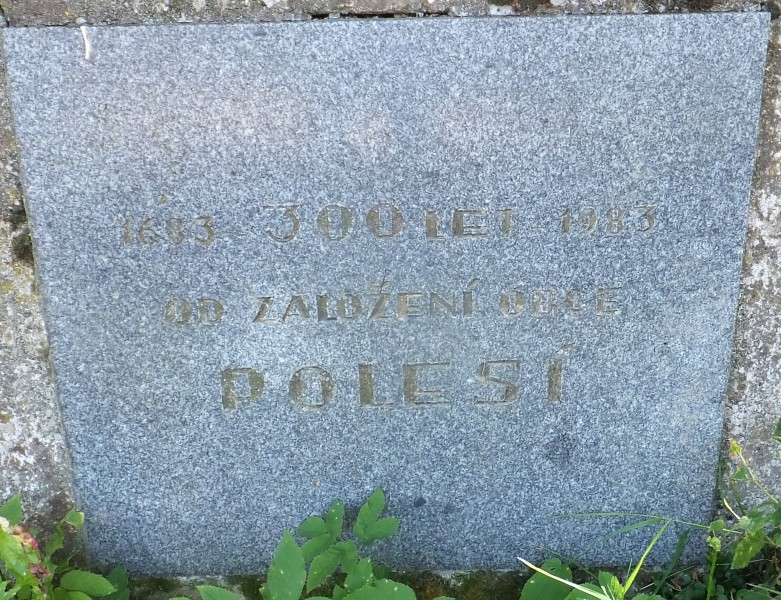 1683 300 LET 1983
OD ZALOŽENÍ OBCE
POLESÍ